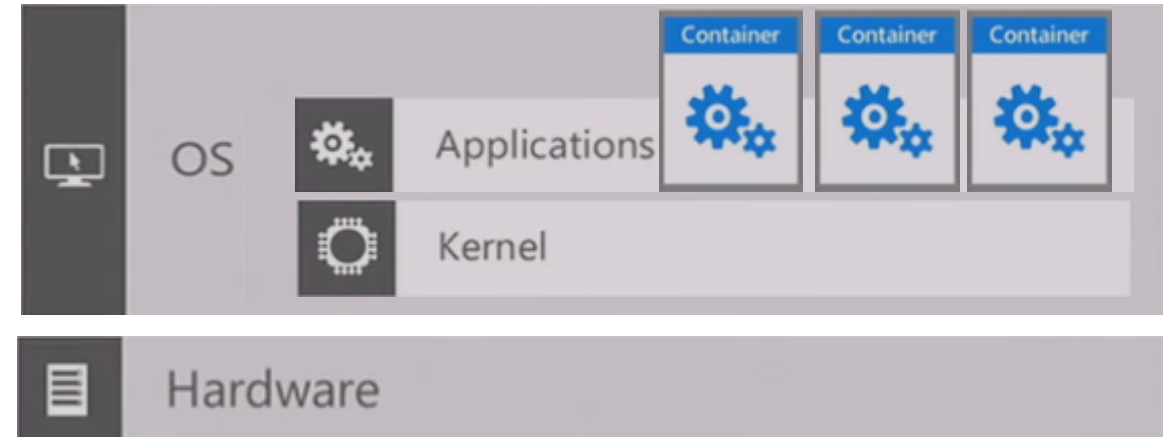 Container Container Container
OS
Applications
Kernel
Hardware